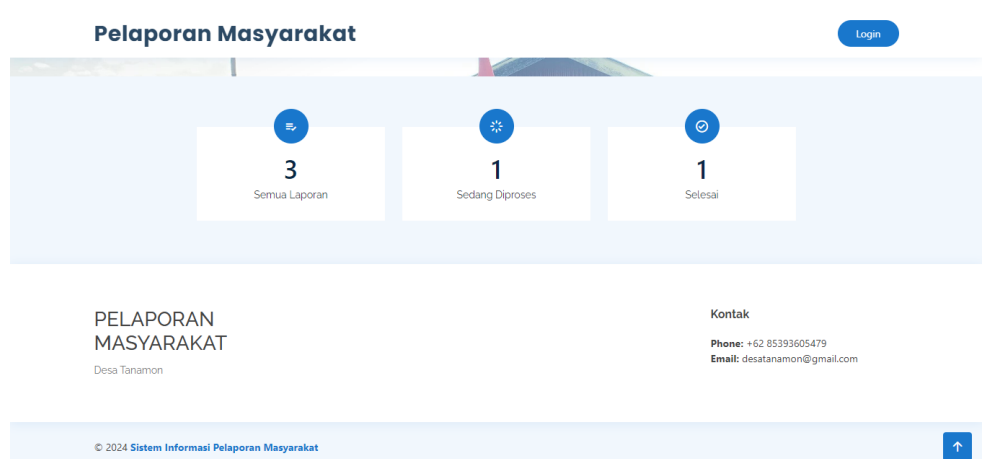 Pelaporan Masyarakat
Login
3
Semua Laporan
1
Sedang Diproses
1
Selesai
PELAPORAN
MASYARAKAT
Desa Tanamon
Kontak
Phone: +62 85393605479
Email: desatanamon@gmail.com
© 2024 Sistem Informasi Pelaporan Masyarakat